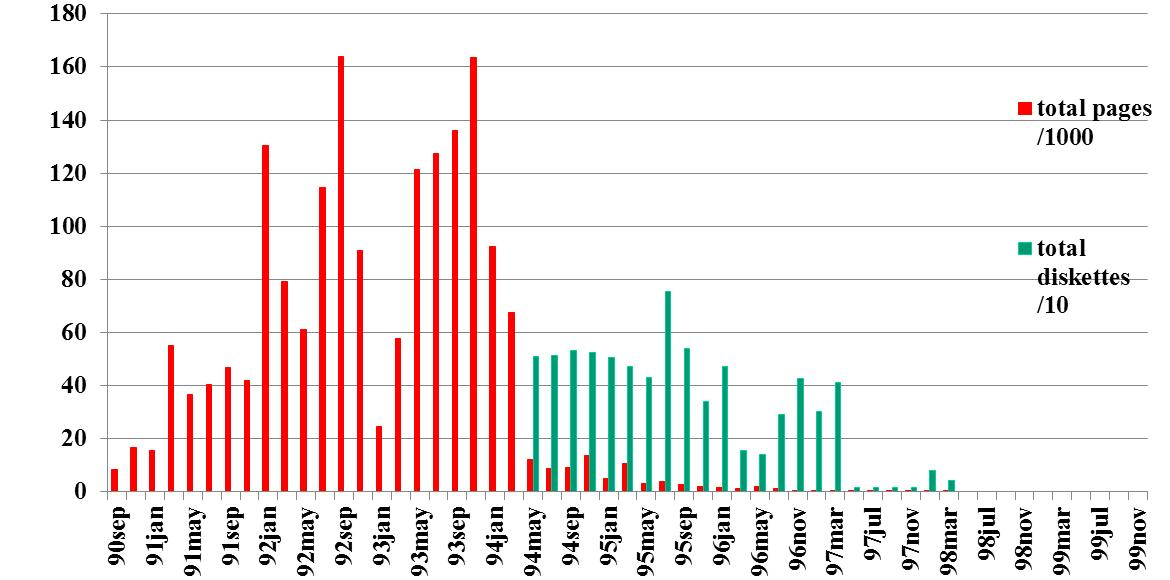 180
160
140
120
100
80
60
40
20
0
total pages
/1000
total
diskettes
/10
90sep
91jan
91may
91sep
92jan
92may
92sep
93jan
93may
93sep
94jan
94may
94sep
95jan
95may
95sep
96jan
96may
96nov
97mar
97jul
97nov
98mar
98jul
98nov
99mar
99jul
99nov